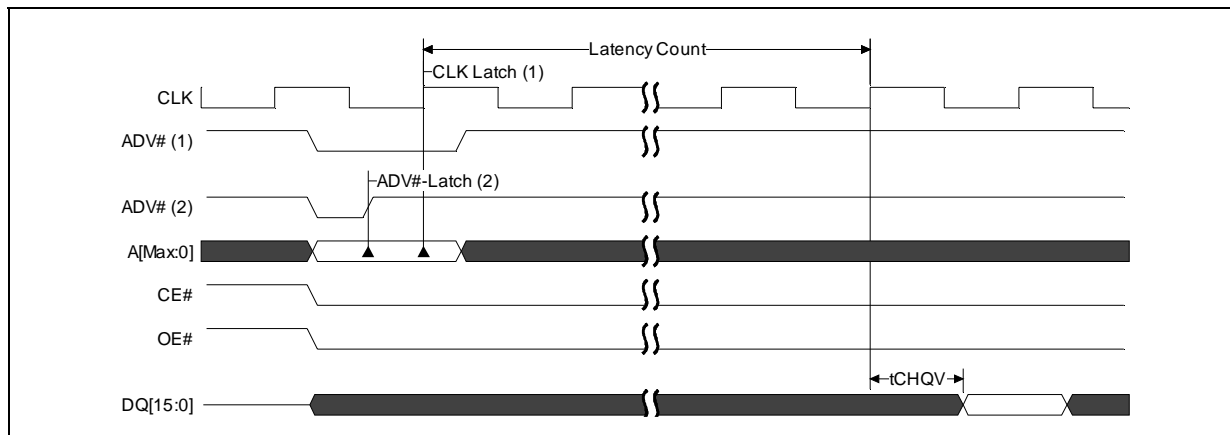 Latency Count
CLK Latch (1)
CLK
ADV# (1)
ADV#-Latch (2)
ADV# (2)
A[Max:0]
CE#
OE#
tCHQV
DQ[15:0]